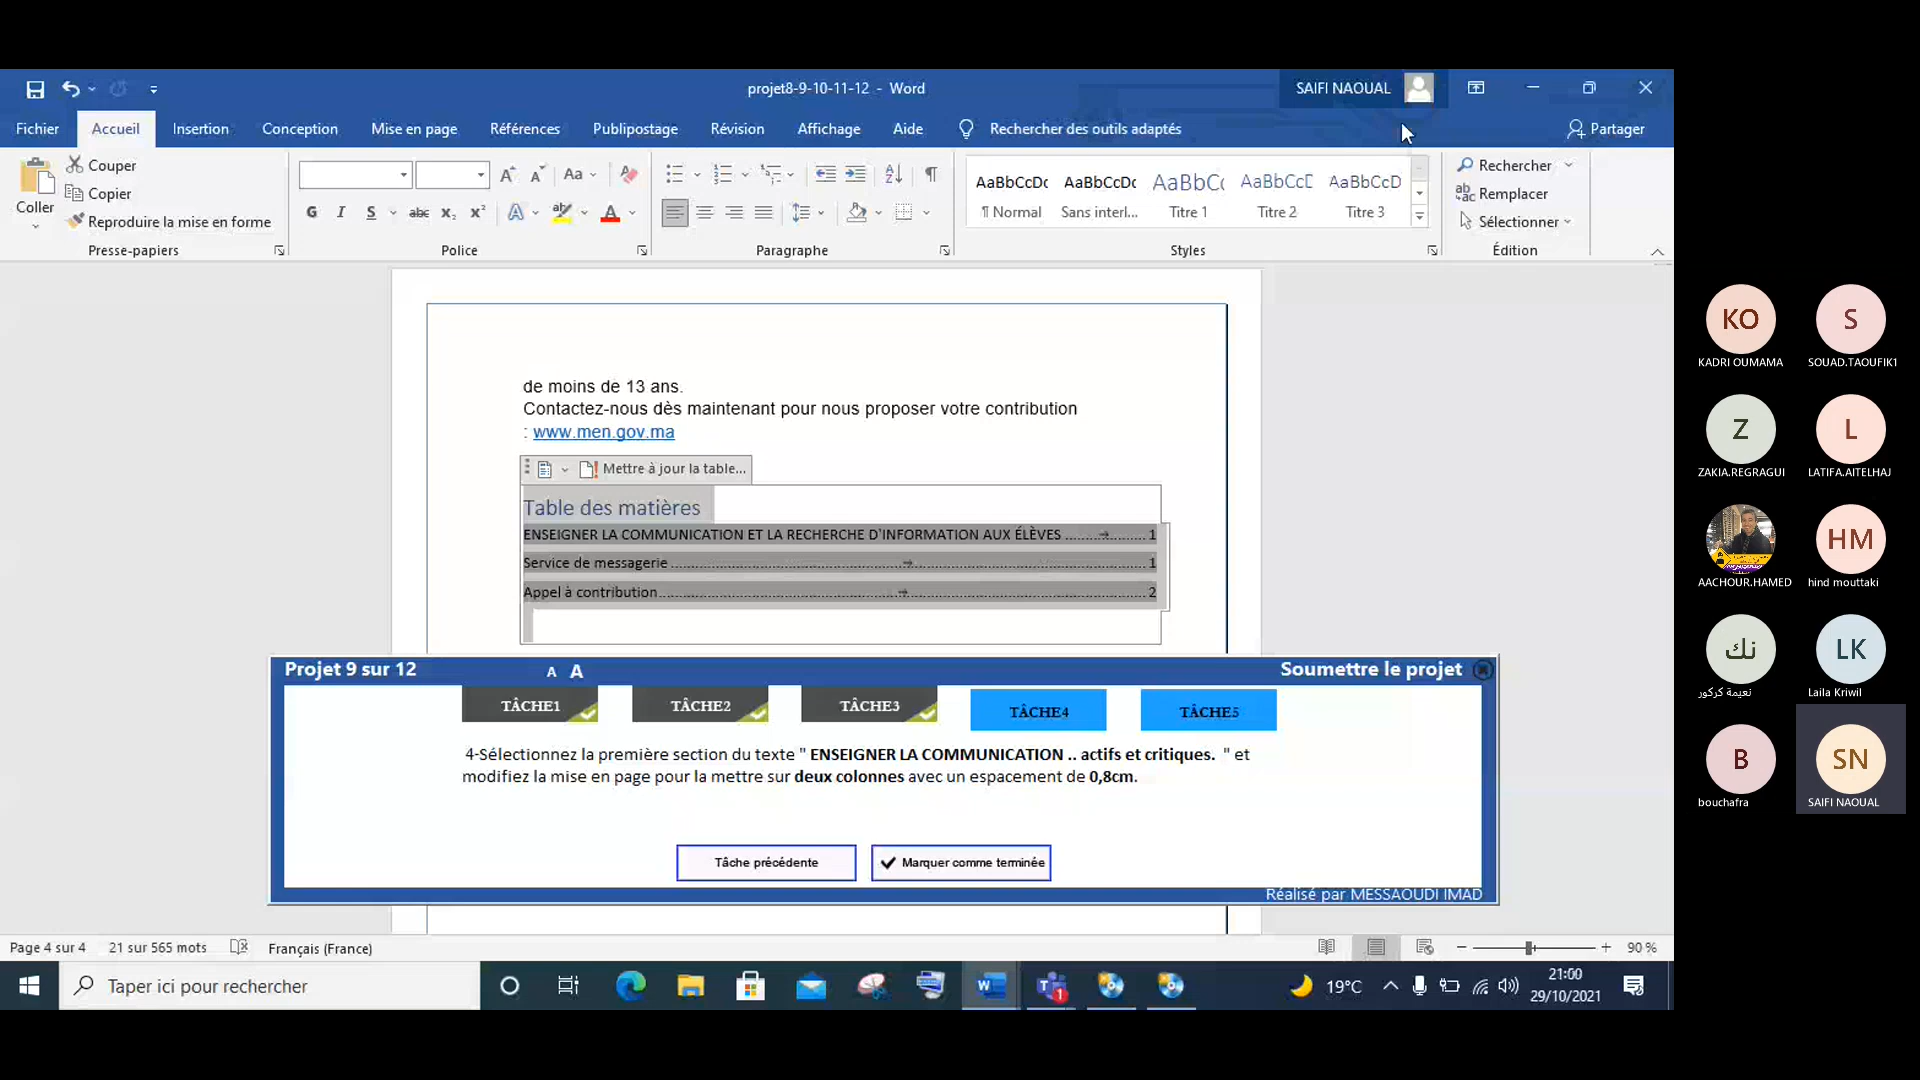 projet8-9-10-11-12 - Word
SAIFI NAOUAL
Fichier Accueil Insertion Conception Mise en page Références Publipostage Révision Affichage Aide Rechercher des outils adaptés Partager
Coller
Couper
Copier
Reproduire la mise en forme
Presse-papiers
Aa
G I S abc x₂ x²
Police
Paragraphe
AaBbCcDc AaBbCcDc AaBbCc AaBbCcC AaBbCcD
¶ Normal Sans interl... Titre 1 Titre 2 Titre 3
Styles
Rechercher
Remplacer
Sélectionner
Édition
de moins de 13 ans.
Contactez-nous dès maintenant pour nous proposer votre contribution
: www.men.gov.ma
Mettre à jour la table...
Table des matières
ENSEIGNER LA COMMUNICATION ET LA RECHERCHE D'INFORMATION AUX ÉLÈVES 1
Service de messagerie 1
Appel à contribution 2
Projet 9 sur 12 A A Soumettre le projet
TÂCHE1 TÂCHE2 TÂCHE3 TÂCHE4 TÂCHE5
4-Sélectionnez la première section du texte " ENSEIGNER LA COMMUNICATION .. actifs et critiques. " et
modifiez la mise en page pour la mettre sur deux colonnes avec un espacement de 0,8cm.
Tâche précédente Marquer comme terminée
Réalisé par MESSAOUDI IMAD
Page 4 sur 4 21 sur 565 mots Français (France) 90 %
Taper ici pour rechercher
19°C
21:00
29/10/2021
KO
KADRI OUMAMA
S
SOUAD.TAOUFIK1
Z
ZAKIA.REGRAGUI
L
LATIFA.AITELHAJ
AACHOUR.HAMED
HM
hind mouttaki
نك
نعيمة كركور
LK
Laila Kriwil
B
bouchafra
SN
SAIFI NAOUAL